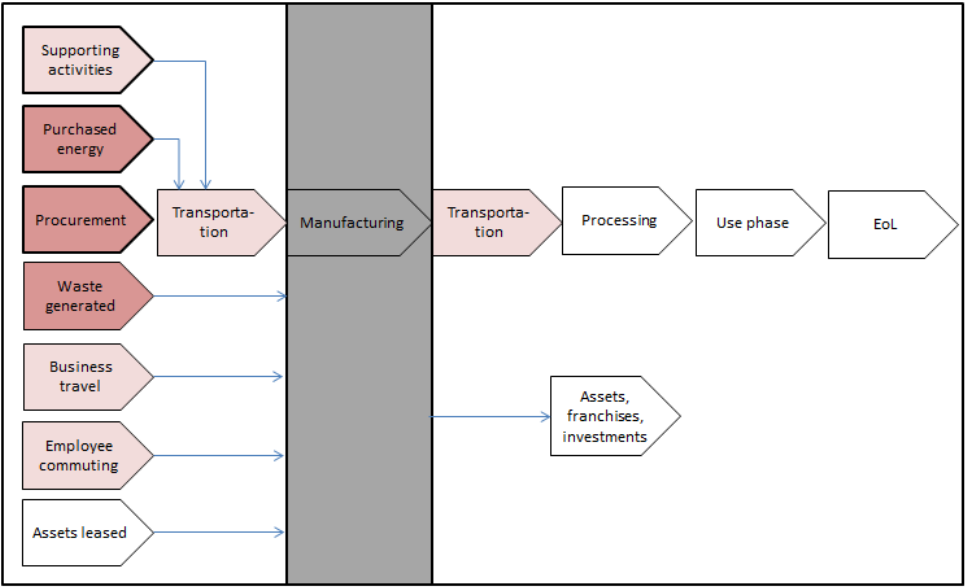 Supporting
activities
Purchased
energy
Procurement
Transporta-
tion
Manufacturing
Transporta-
tion
Processing
Use phase
EoL
Waste
generated
Business
travel
Assets,
franchises,
investments
Employee
commuting
Assets leased